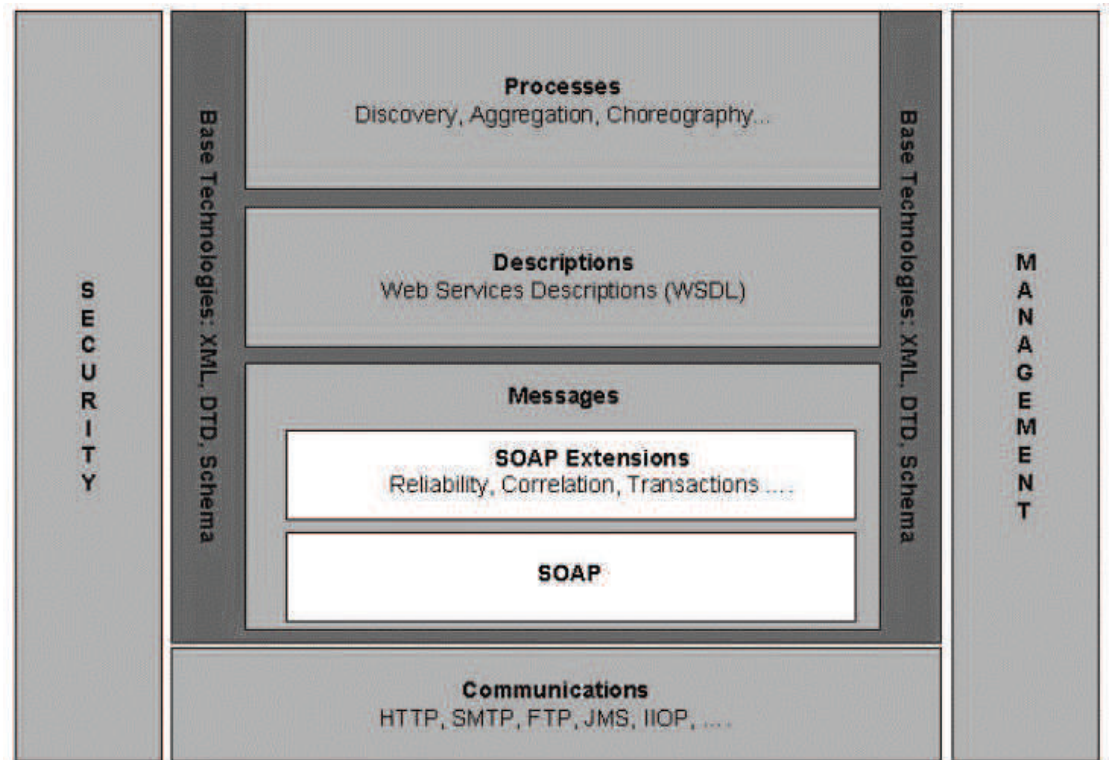 SECURITY
Base Technologies: XML, DTD, Schema
Processes
Discovery, Aggregation, Choreography...
Descriptions
Web Services Descriptions (WSDL)
Messages
SOAP Extensions
Reliability, Correlation, Transactions ....
SOAP
Base Technologies: XML, DTD, Schema
MANAGEMENT
Communications
HTTP, SMTP, FTP, JMS, IIOP, ....